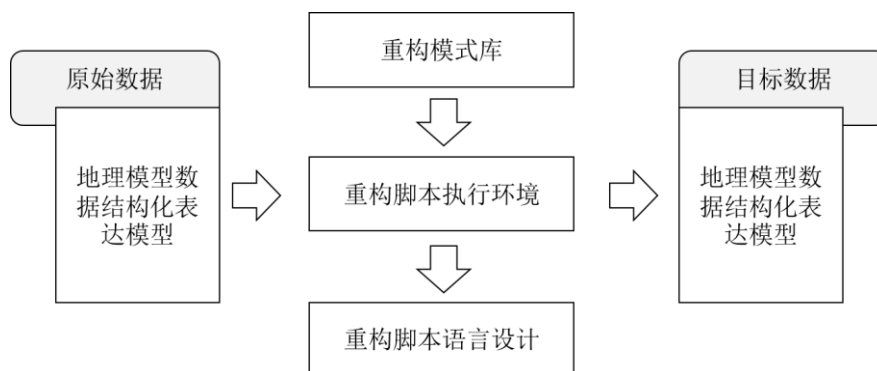 重构模式库
原始数据
目标数据
地理模型数
据结构化表
达模型
重构脚本执行环境
地理模型数
据结构化表
达模型
重构脚本语言设计